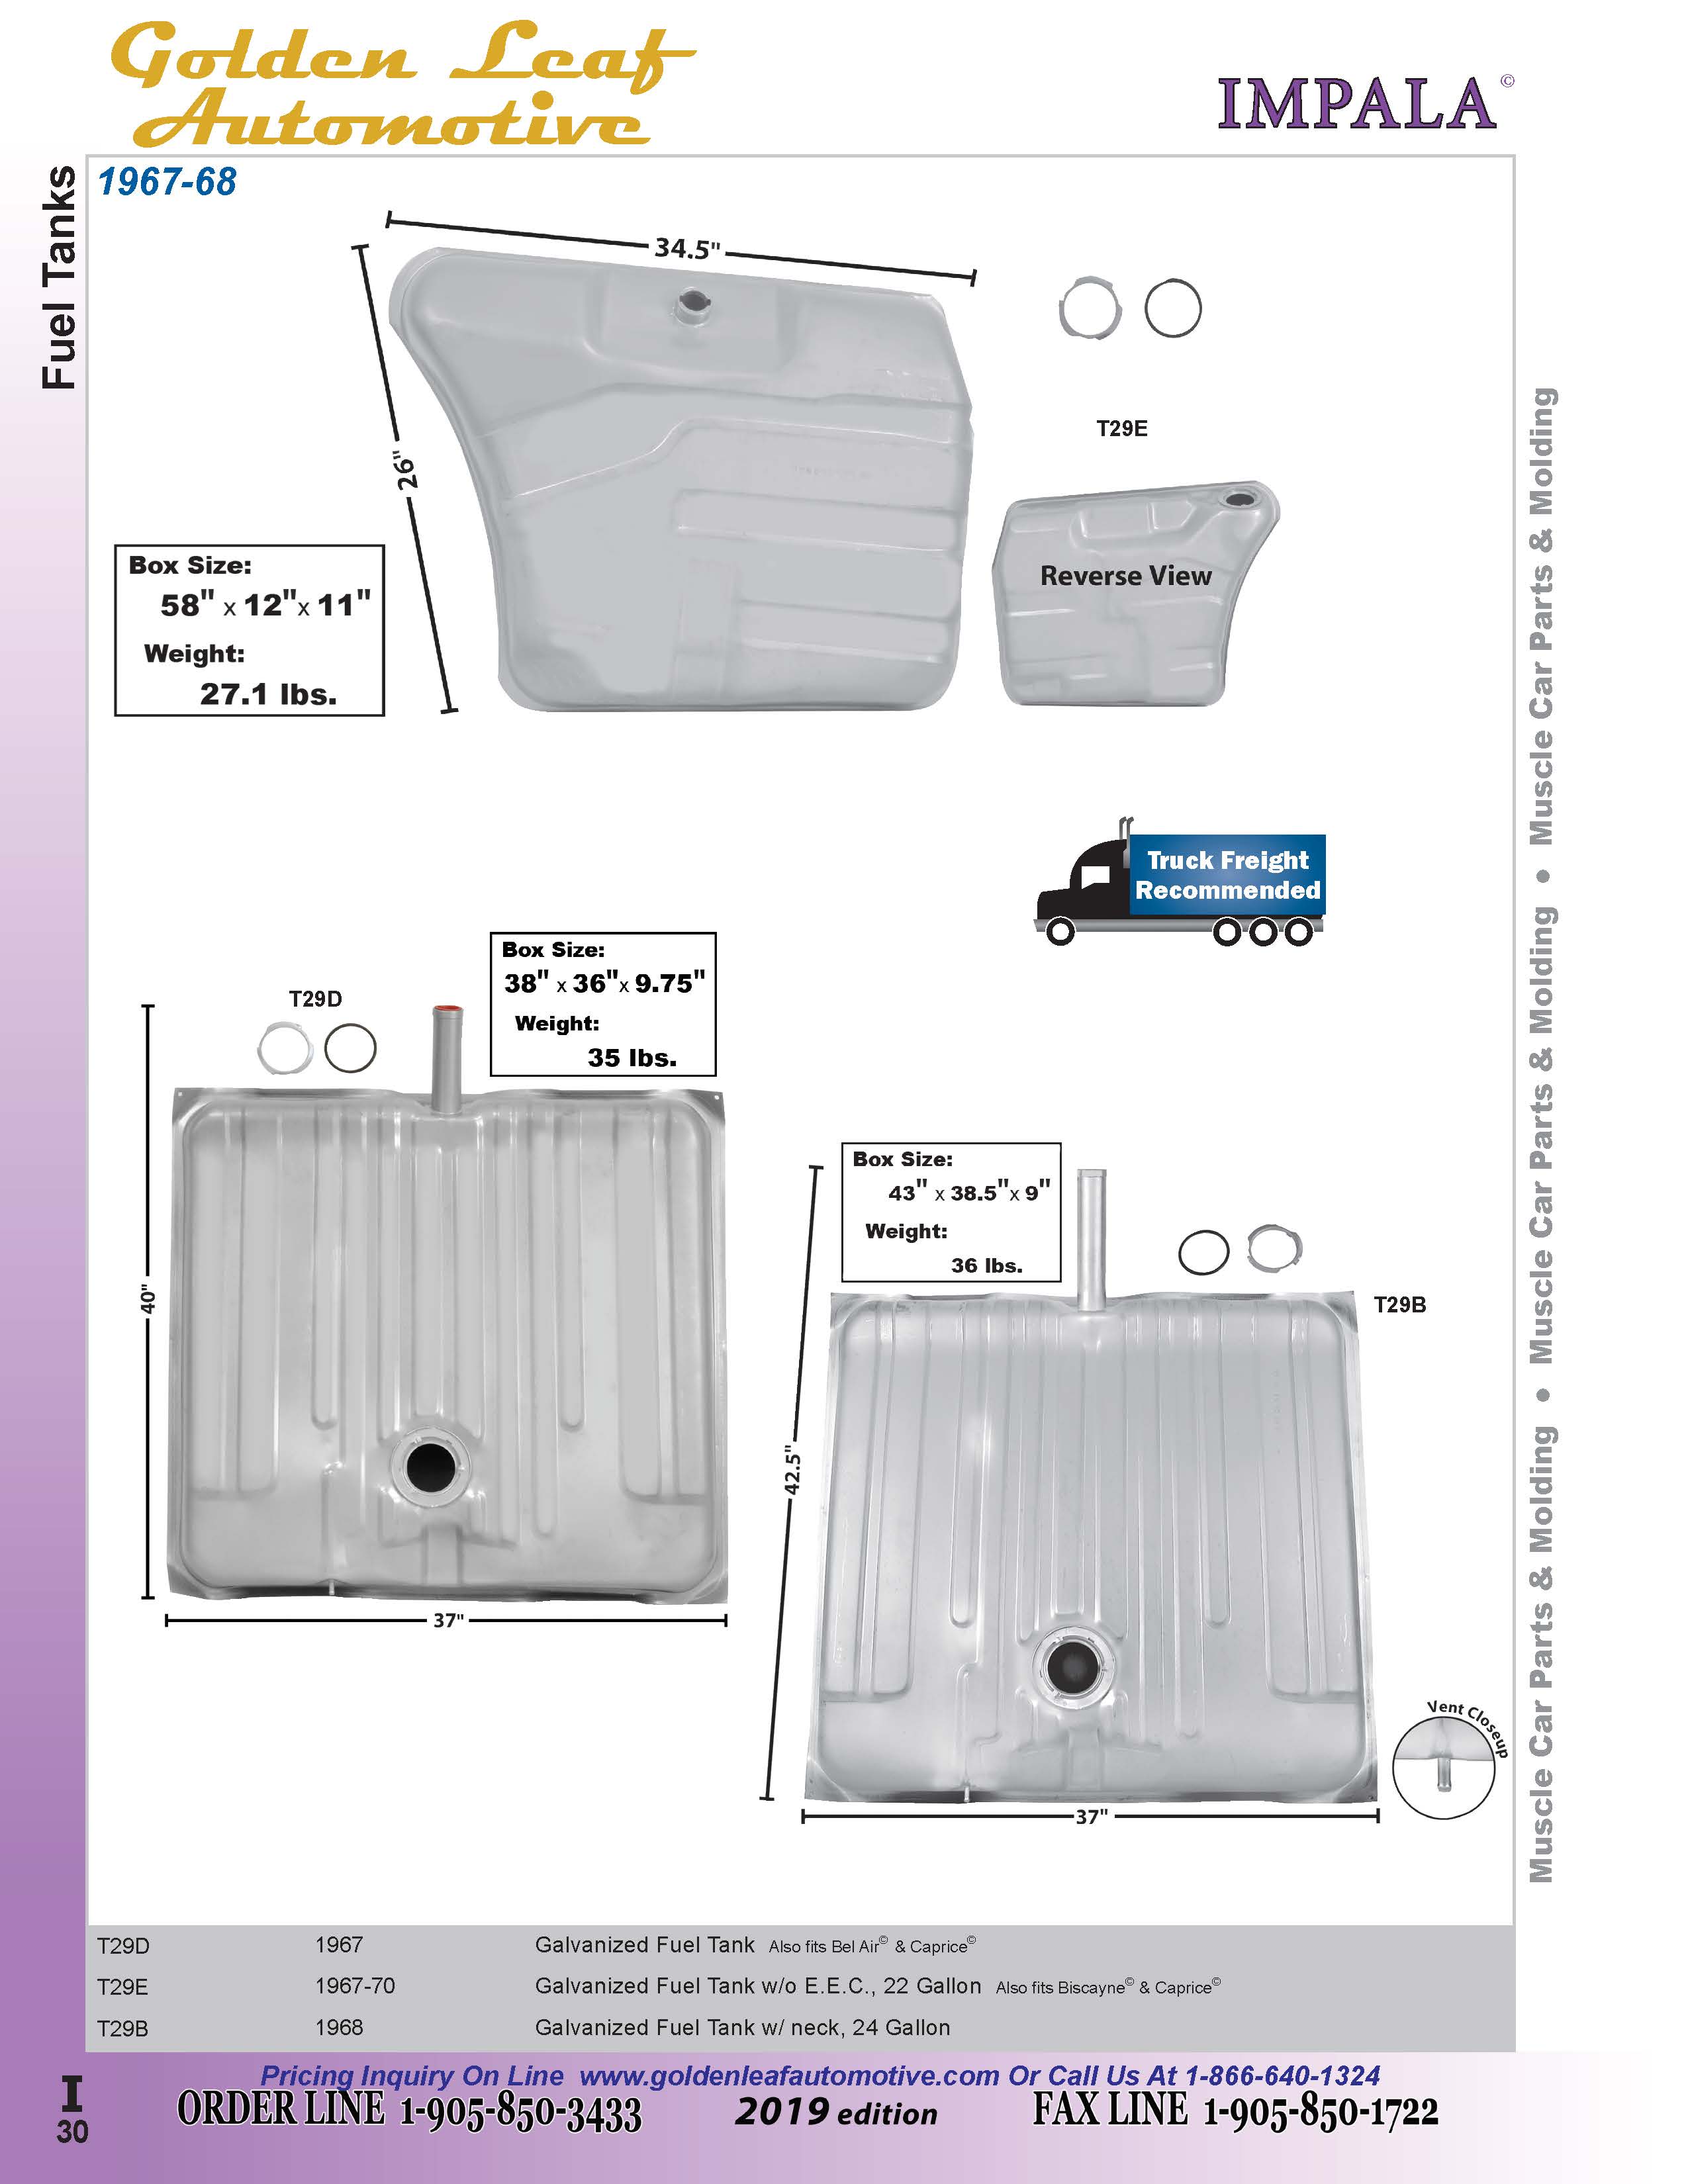 Golden Leaf
Automotive
IMPALA©
Fuel Tanks
1967-68
34.5"
26"
T29E
Reverse View
Box Size:
58" x 12"x 11"
Weight:
27.1 lbs.
Truck Freight
Recommended
Box Size:
38" x 36"x 9.75"
Weight:
35 lbs.
T29D
40"
37"
Box Size:
43" x 38.5"x 9"
Weight:
36 lbs.
T29B
42.5"
37"
Vent Closeup
Muscle Car Parts & Molding • Muscle Car Parts & Molding • Muscle Car Parts & Molding
T29D 1967 Galvanized Fuel Tank Also fits Bel Air© & Caprice©
T29E 1967-70 Galvanized Fuel Tank w/o E.E.C., 22 Gallon Also fits Biscayne© & Caprice©
T29B 1968 Galvanized Fuel Tank w/ neck, 24 Gallon
Pricing Inquiry On Line www.goldenleafautomotive.com Or Call Us At 1-866-640-1324
ORDER LINE 1-905-850-3433 2019 edition FAX LINE 1-905-850-1722
I
30